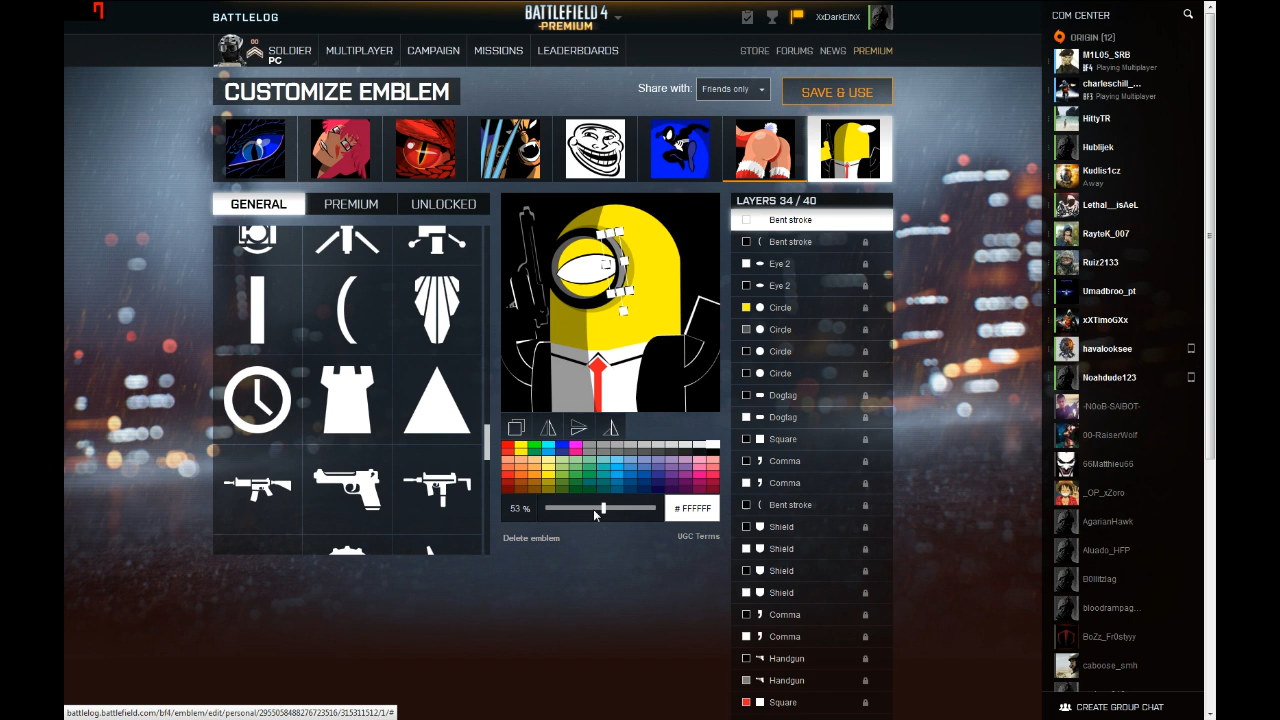 BATTLELOG
BATTLEFIELD 4
PREMIUM
XxDarkElfxX
00
SOLDIER
PC
MULTIPLAYER
CAMPAIGN
MISSIONS
LEADERBOARDS
STORE
FORUMS
NEWS
PREMIUM
CUSTOMIZE EMBLEM
Share with:
Friends only
SAVE & USE
GENERAL
PREMIUM
UNLOCKED
53 %
# FFFFFF
Delete emblem
UGC Terms
LAYERS 34 / 40
Bent stroke
Bent stroke
Eye 2
Eye 2
Circle
Circle
Circle
Circle
Dogtag
Dogtag
Square
Comma
Comma
Bent stroke
Shield
Shield
Shield
Shield
Comma
Comma
Handgun
Handgun
Square
COM CENTER
ORIGIN [12]
M1L05_SRB
BF4 Playing Multiplayer
charleschill_...
BF3 Playing Multiplayer
HittyTR
Hublijek
Kudlis1cz
Away
Lethal__isAeL
RayteK_007
Ruiz2133
Umadbroo_pt
xXTimoGXx
havalooksee
Noahdude123
-N0oB-SAIBOT-
00-RaiserWolf
66Matthieu66
_OP_xZoro
AgarianHawk
Aluado_HFP
B0llitzlag
bloodrampag...
BoZz_Fr0styyy
caboose_smh
CREATE GROUP CHAT
battlelog.battlefield.com/bf4/emblem/edit/personal/2955058488276723516/315311512/1/#